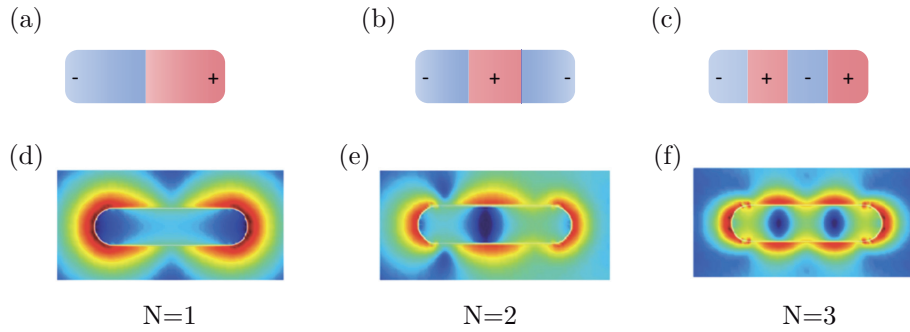 (a) (b) (c)
- +
- + -
- + - +
(d) (e) (f)
N=1 N=2 N=3